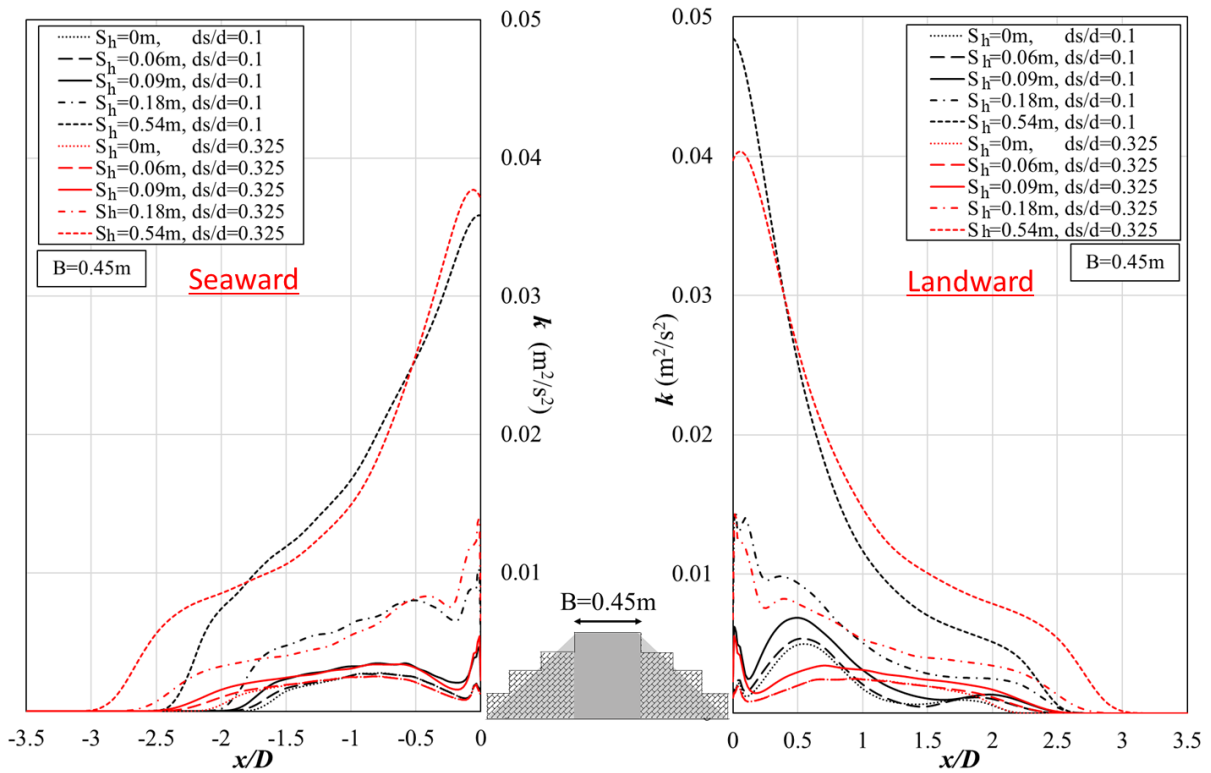 S_h=0m, ds/d=0.1
S_h=0.06m, ds/d=0.1
S_h=0.09m, ds/d=0.1
S_h=0.18m, ds/d=0.1
S_h=0.54m, ds/d=0.1
S_h=0m, ds/d=0.325
S_h=0.06m, ds/d=0.325
S_h=0.09m, ds/d=0.325
Sh=0.18m, ds/d=0.325
S_h=0.54m, ds/d=0.325
B=0.45m
Seaward
0.05
0.04
0.03
0.02
0.01
k (m²/s²)
-3.5 -3 -2.5 -2 -1.5 -1 -0.5 0
x/D
B=0.45m
S_h=0m, ds/d=0.1
S_h=0.06m, ds/d=0.1
S_h=0.09m, ds/d=0.1
S_h=0.18m, ds/d=0.1
S_h=0.54m, ds/d=0.1
S_h=0m, ds/d=0.325
S_h=0.06m, ds/d=0.325
S_h=0.09m, ds/d=0.325
S_h=0.18m, ds/d=0.325
S_h=0.54m, ds/d=0.325
B=0.45m
Landward
0.05
0.04
0.03
0.02
0.01
0
k (m²/s²)
0 0.5 1 1.5 2 2.5 3 3.5
x/D